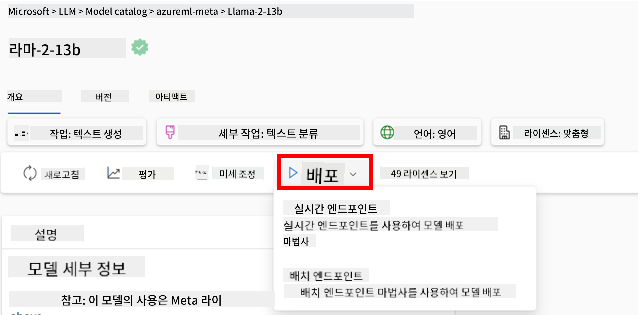 Microsoft > LLM > Model catalog > azureml-meta > Llama-2-13b
라마-2-13b
개요 버전 아티팩트
작업: 텍스트 생성 세부 작업: 텍스트 분류 언어: 영어 라이센스: 맞춤형
새로고침 평가 미세 조정 배포 49 라이센스 보기
실시간 엔드포인트
실시간 엔드포인트를 사용하여 모델 배포
마법사
설명
모델 세부 정보
배치 엔드포인트
배치 엔드포인트 마법사를 사용하여 모델 배포
참고; 이 모델의 사용은 Meta 라이